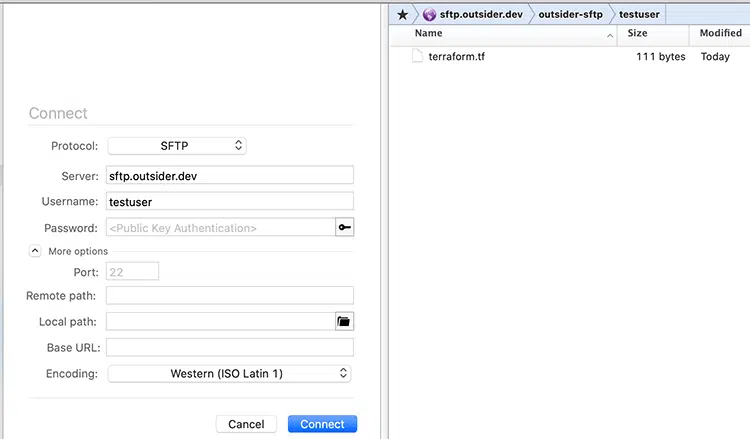 Connect
Protocol: SFTP
Server: sftp.outsider.dev
Username: testuser
Password: <Public Key Authentication>
More options
Port: 22
Remote path:
Local path:
Base URL:
Encoding: Western (ISO Latin 1)
Cancel Connect
sftp.outsider.dev outsider-sftp testuser
Name Size Modified
terraform.tf 111 bytes Today